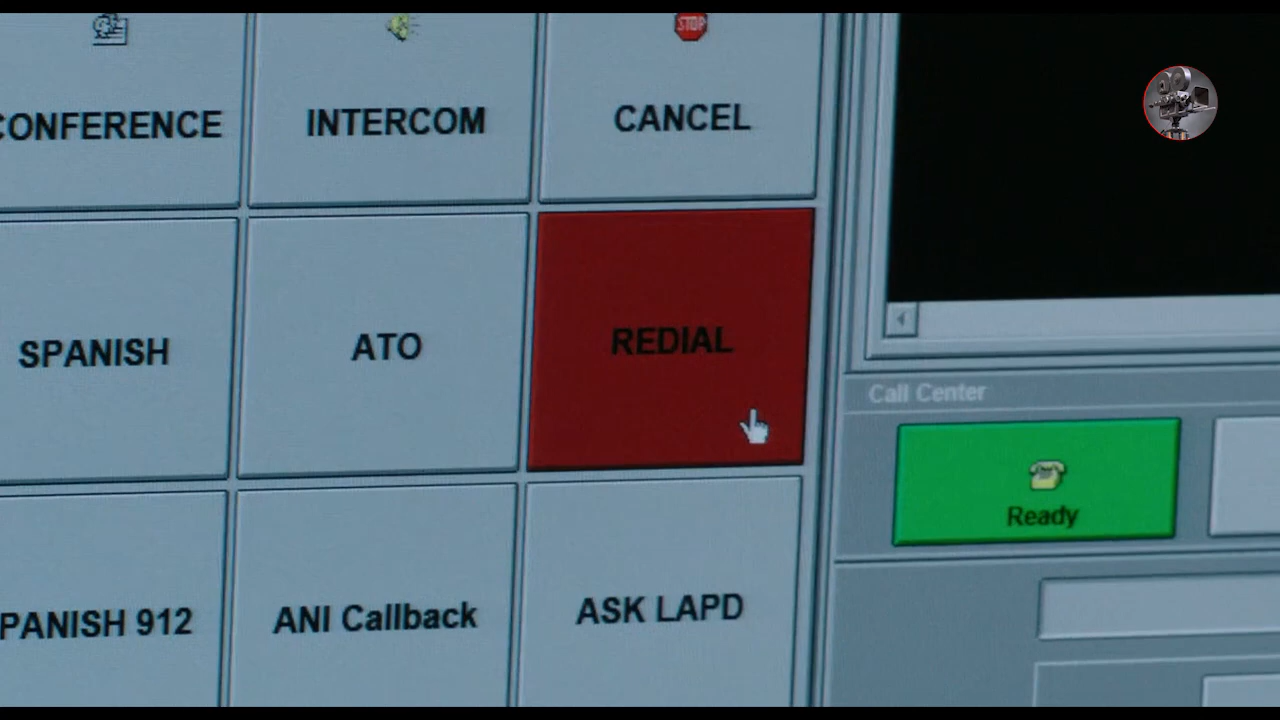 STOP
CONFERENCE
INTERCOM
CANCEL
SPANISH
ATO
REDIAL
Call Center
Ready
PANISH 912
ANI Callback
ASK LAPD